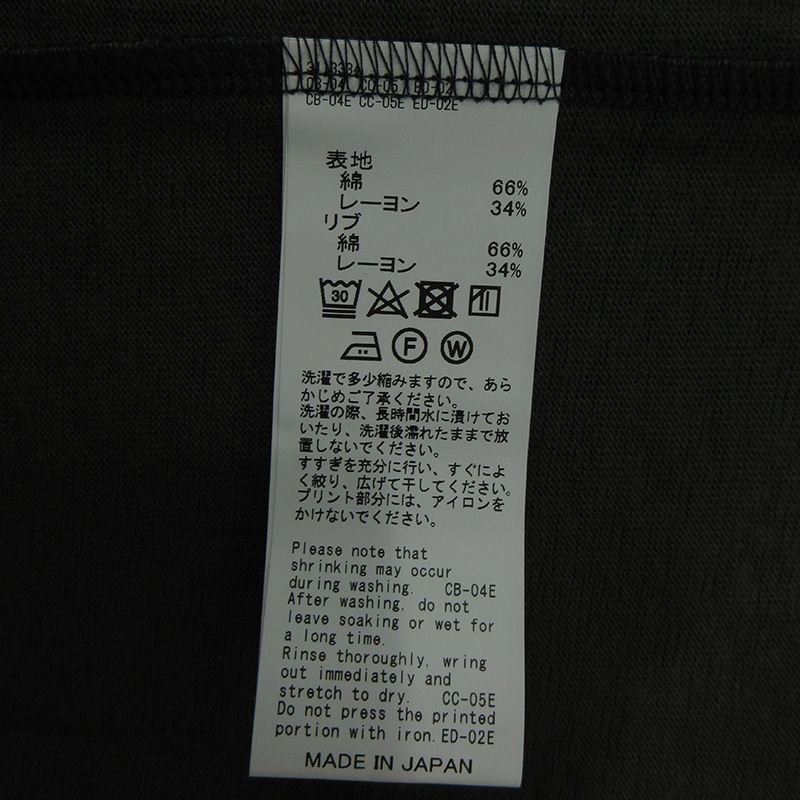 CB-04 CC-05 ED-02
CB-04E CC-05E ED-02E
表地
綿 66%
レーヨン 34%
リブ
綿 66%
レーヨン 34%
30
F W
洗濯で多少縮みますので、あら
かじめご了承ください。
洗濯の際、長時間水に漬けてお
いたり、洗濯後濡れたままで放
置しないでください。
すすぎを充分に行い、すぐによ
く絞り、広げて干してください。
プリント部分には、アイロンを
かけないでください。
Please note that
shrinking may occur
during washing. CB-04E
After washing, do not
leave soaking or wet for
a long time.
Rinse thoroughly, wring
out immediately and
stretch to dry. CC-05E
Do not press the printed
portion with iron. ED-02E
MADE IN JAPAN